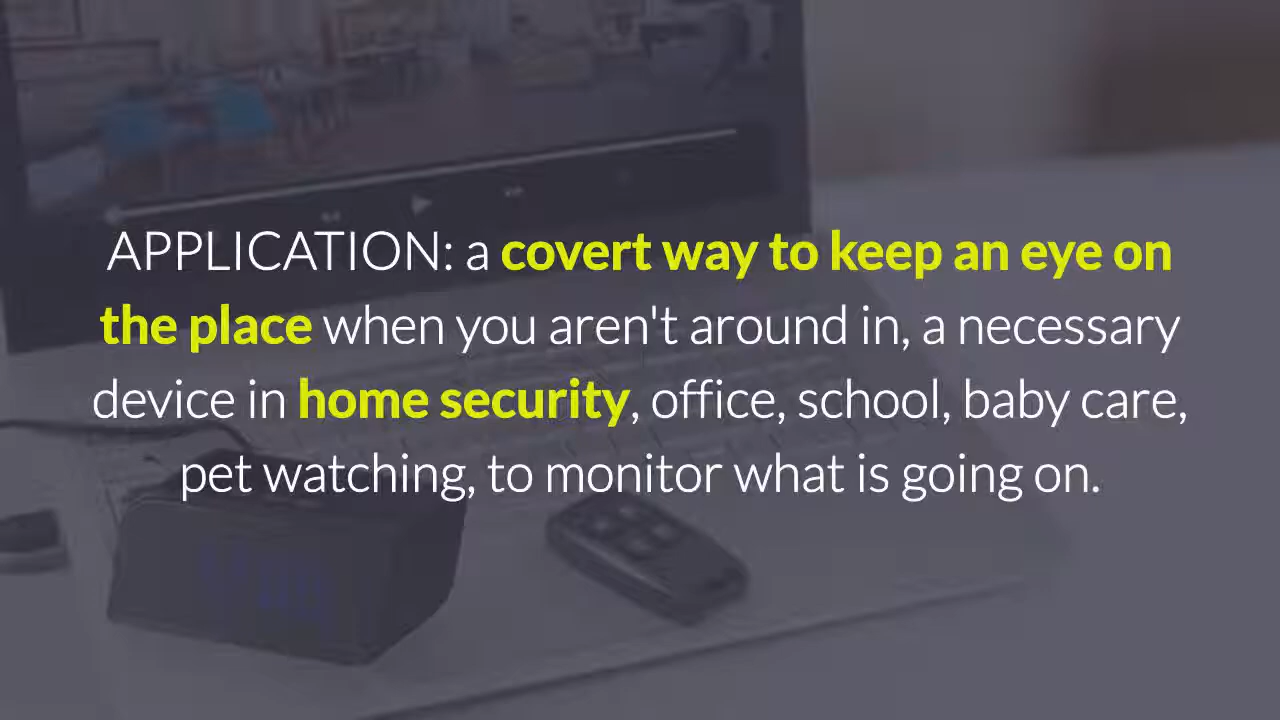 APPLICATION: a covert way to keep an eye on
the place when you aren't around in, a necessary
device in home security, office, school, baby care,
pet watching, to monitor what is going on.